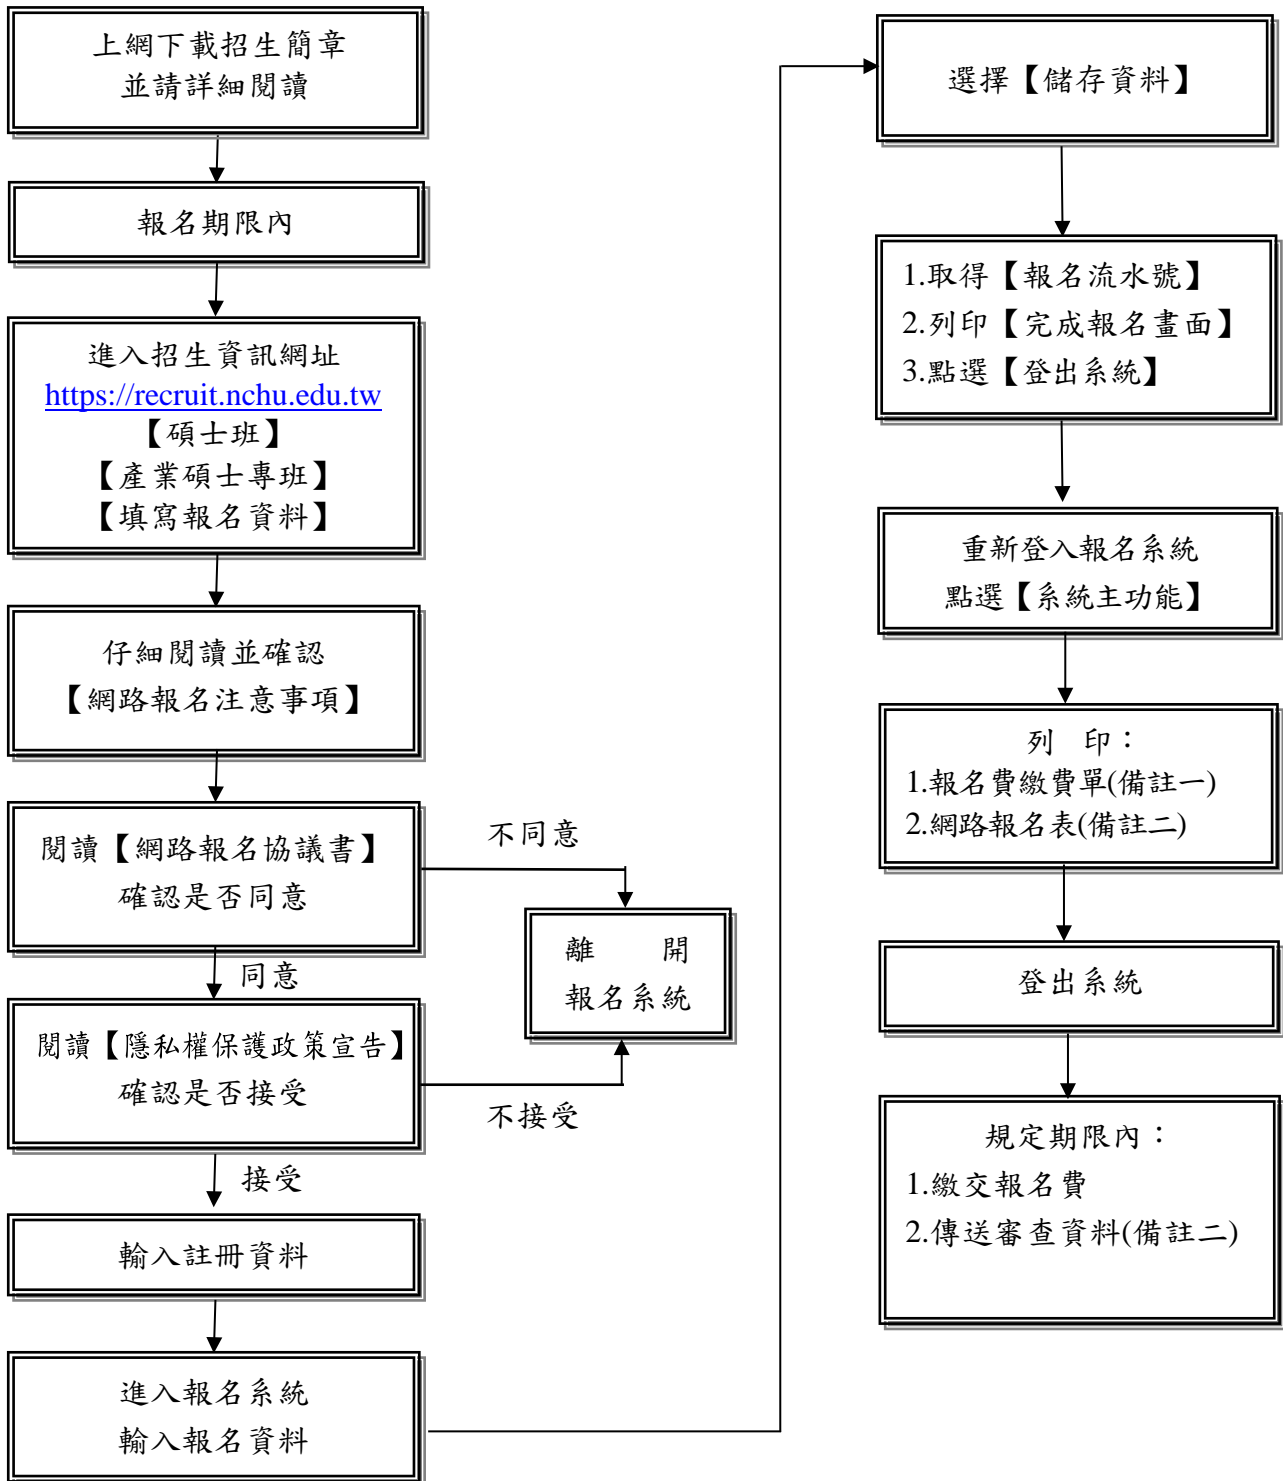 上網下載招生簡章
並請詳細閱讀
報名期限內
進入招生資訊網址
https://recruit.nchu.edu.tw
【碩士班】
【產業碩士專班】
【填寫報名資料】
仔細閱讀並確認
【網路報名注意事項】
閱讀【網路報名協議書】
確認是否同意
不同意
離 開
報名系統
同意
閱讀【隱私權保護政策宣告】
確認是否接受
不接受
接受
輸入註冊資料
進入報名系統
輸入報名資料
選擇【儲存資料】
1.取得【報名流水號】
2.列印【完成報名畫面】
3.點選【登出系統】
重新登入報名系統
點選【系統主功能】
列 印：
1.報名費繳費單(備註一)
2.網路報名表(備註二)
登出系統
規定期限內：
1.繳交報名費
2.傳送審查資料(備註二)